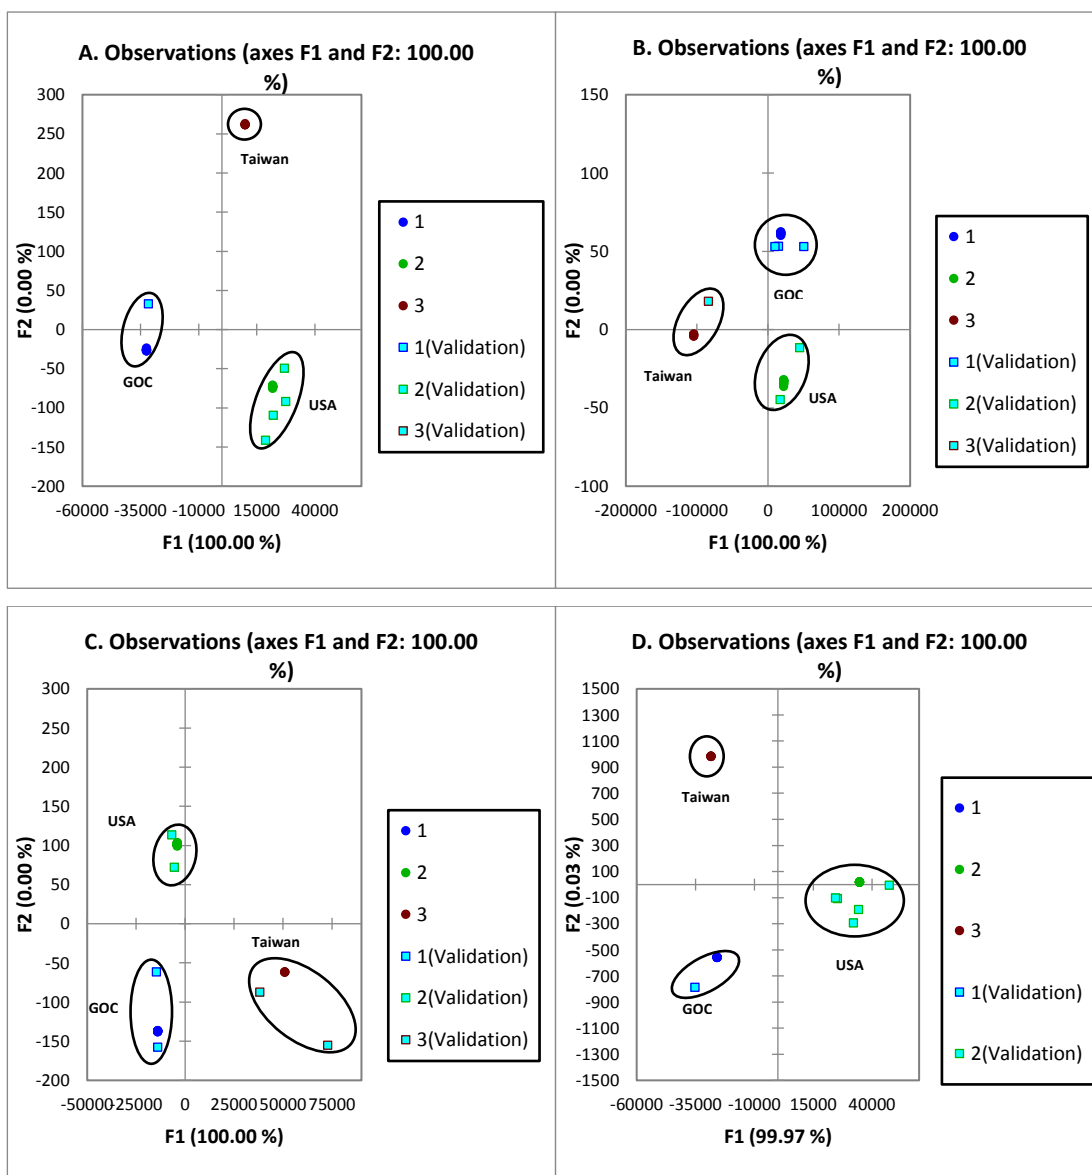 A. Observations (axes F1 and F2: 100.00
%)
300
250
200
150
100
50
0
-50
-100
-150
-200
-60000 -35000 -10000 15000 40000
F2 (0.00 %)
F1 (100.00 %)
Taiwan
GOC
USA
1
2
3
1(Validation)
2(Validation)
3(Validation)
B. Observations (axes F1 and F2: 100.00
%)
150
100
50
0
-50
-100
-200000 -100000 0 100000 200000
F2 (0.00 %)
F1 (100.00 %)
GOC
Taiwan
USA
1
2
3
1(Validation)
2(Validation)
3(Validation)
C. Observations (axes F1 and F2: 100.00
%)
300
250
200
150
100
50
0
-50
-100
-150
-200
-50000 -25000 0 25000 50000 75000
F2 (0.00 %)
F1 (100.00 %)
USA
Taiwan
GOC
1
2
3
1(Validation)
2(Validation)
3(Validation)
D. Observations (axes F1 and F2: 100.00
%)
1500
1300
1100
900
700
500
300
100
-100
-300
-500
-700
-900
-1100
-1300
-1500
-60000 -35000 -10000 15000 40000
F2 (0.03 %)
F1 (99.97 %)
Taiwan
USA
GOC
1
2
3
1(Validation)
2(Validation)